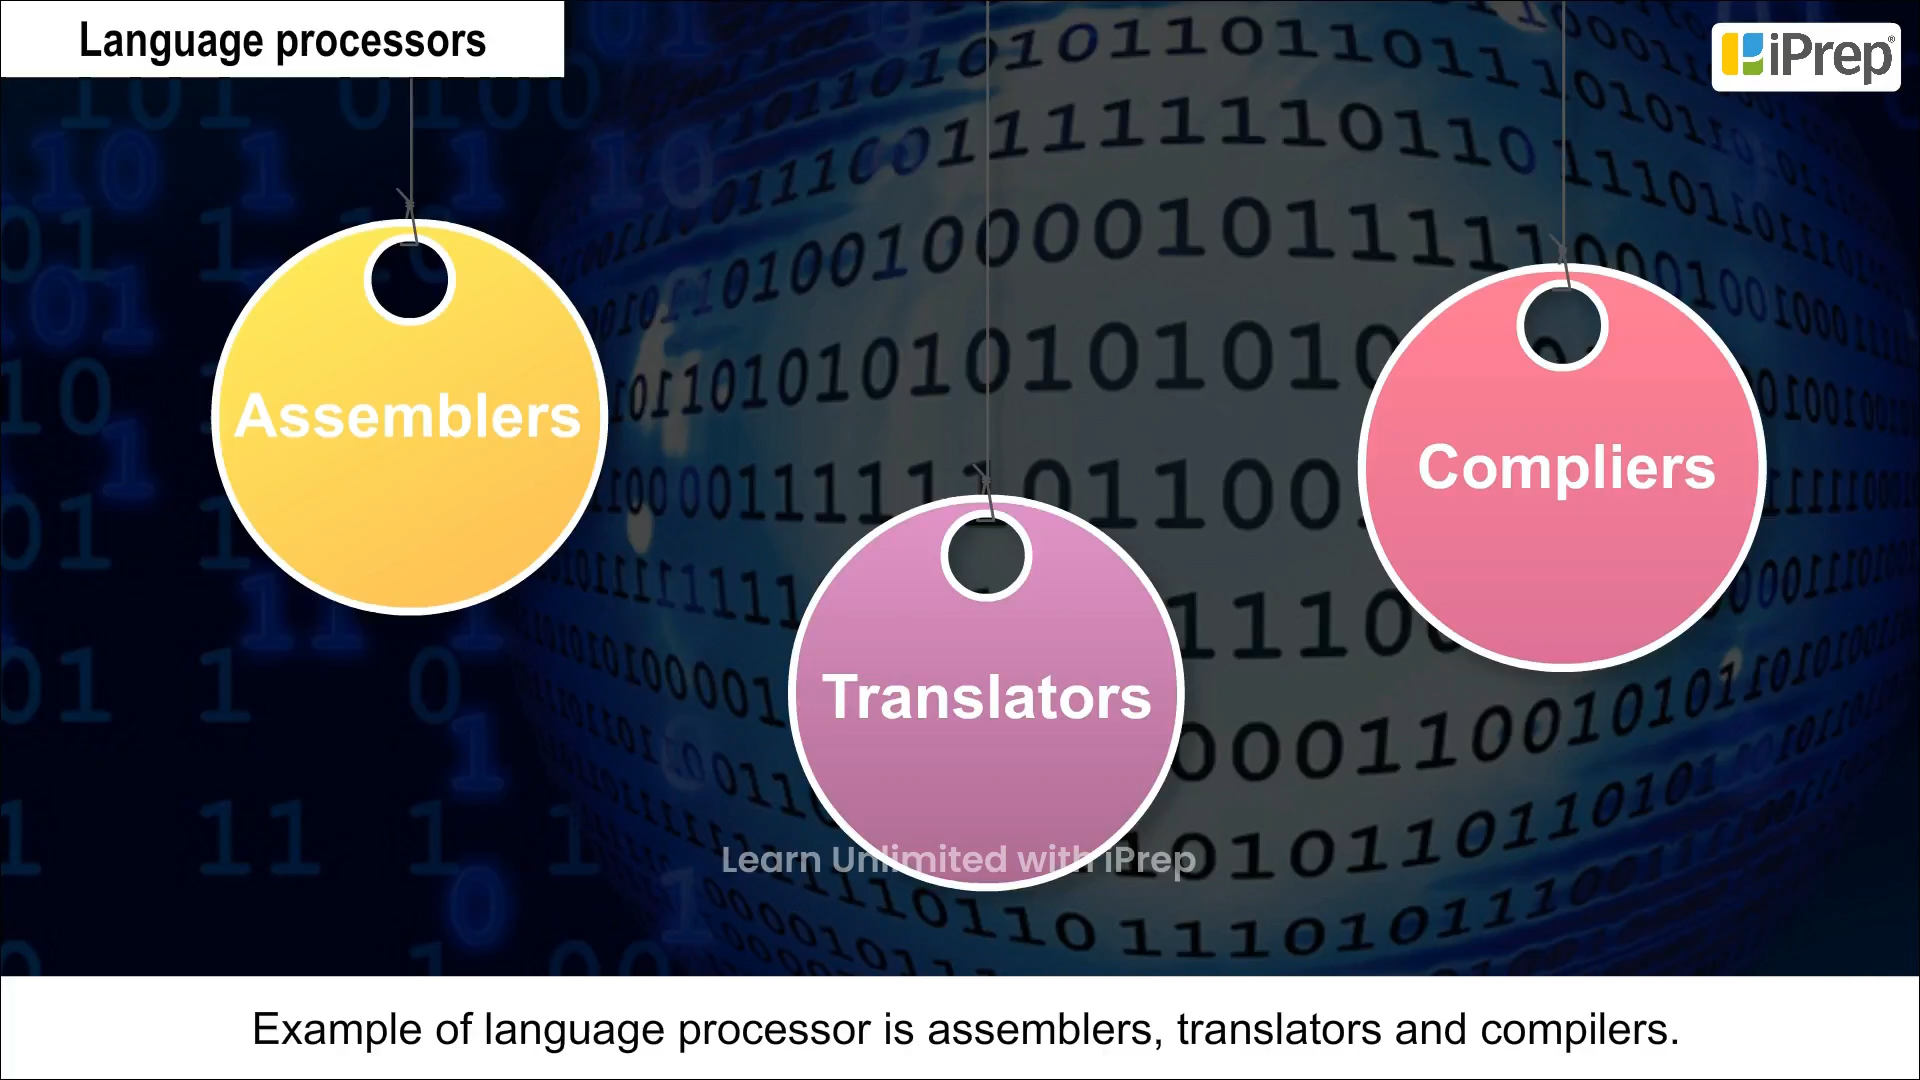 Language processors
iPrep®
Assemblers
Compliers
Translators
Learn Unlimited with iPrep
Example of language processor is assemblers, translators and compilers.